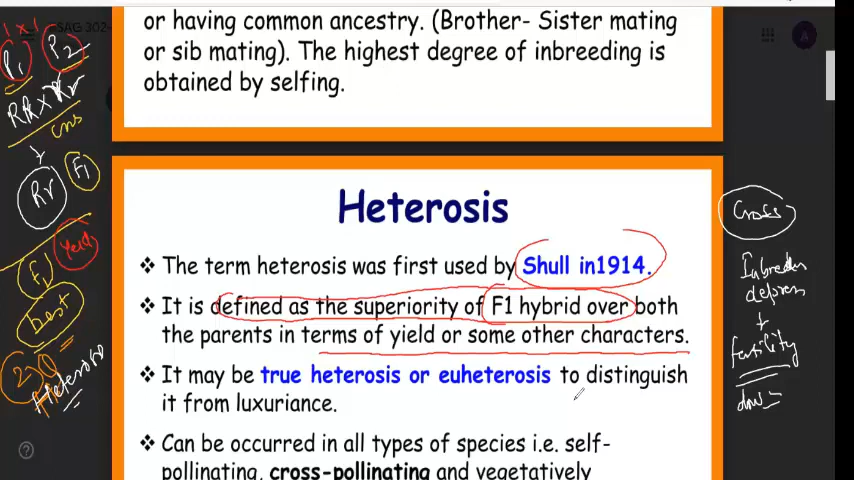 SAG 302-
or having common ancestry. (Brother- Sister mating
or sib mating). The highest degree of inbreeding is
obtained by selfing.
Heterosis
❖ The term heterosis was first used by Shull in1914.
❖ It is defined as the superiority of F1 hybrid over both
the parents in terms of yield or some other characters.
❖ It may be true heterosis or euheterosis to distinguish
it from luxuriance.
❖ Can be occurred in all types of species i.e. self-
pollinating, cross-pollinating and vegetatively
P1 P2
Rr
F1
Yield
F1
best
20
Cross
Inbreeding
depress
fertility
A